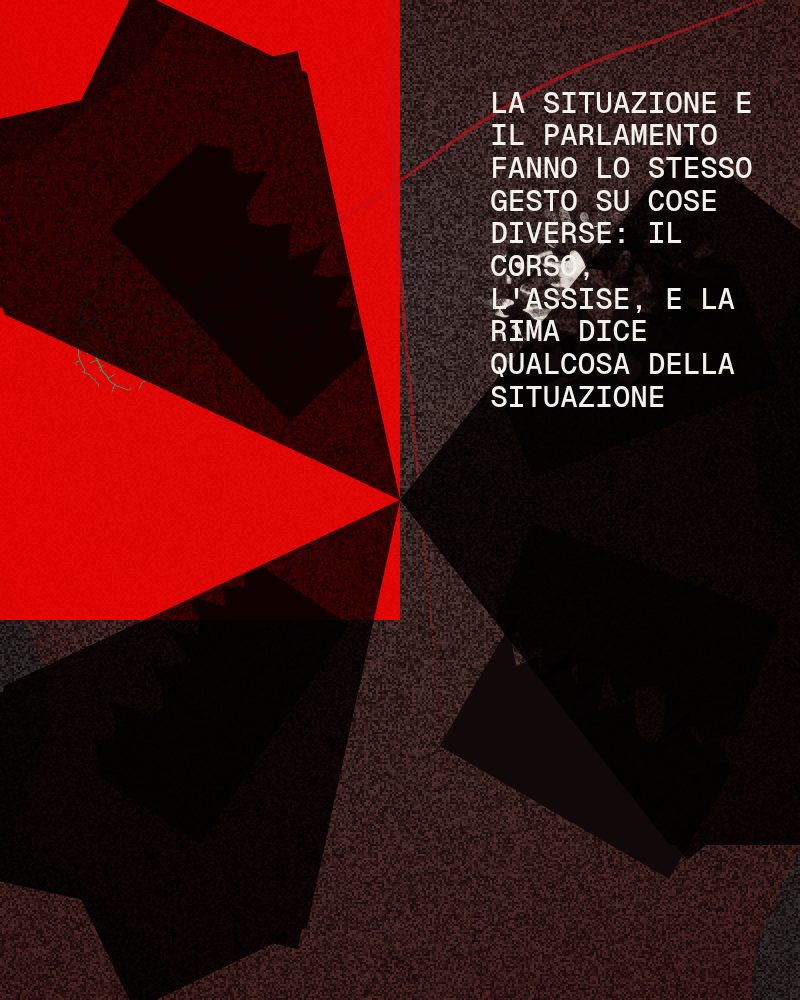 LA SITUAZIONE E
IL PARLAMENTO
FANNO LO STESSO
GESTO SU COSE
DIVERSE: IL
CORSO,
L'ASSISE, E LA
RIMA DICE
QUALCOSA DELLA
SITUAZIONE